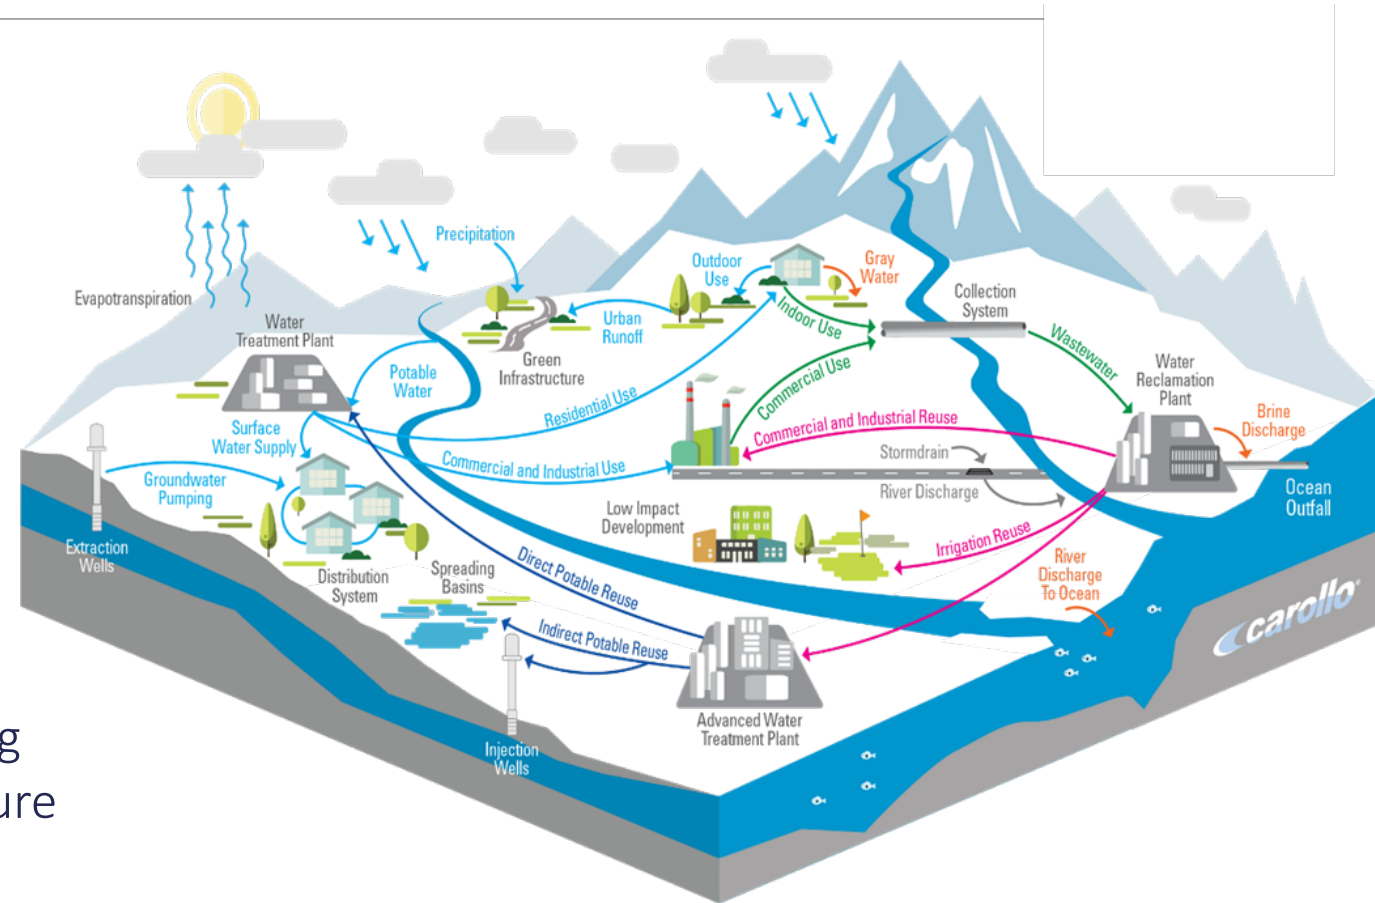 Precipitation
Evapotranspiration
Water
Treatment Plant
Potable
Water
Green
Infrastructure
Urban
Runoff
Outdoor
Use
Gray
Water
Indoor Use
Collection
System
Wastewater
Water
Reclamation
Plant
Brine
Discharge
Ocean
Outfall
Residential Use
Commercial Use
Commercial and Industrial Reuse
Surface
Water Supply
Commercial and Industrial Use
Stormdrain
River Discharge
Groundwater
Pumping
Low Impact
Development
Irrigation Reuse
Extraction
Wells
Distribution
System
Spreading
Basins
Direct Potable Reuse
Indirect Potable Reuse
River
Discharge
To Ocean
carollo®
Advanced Water
Treatment Plant
Injection
Wells
g
ure